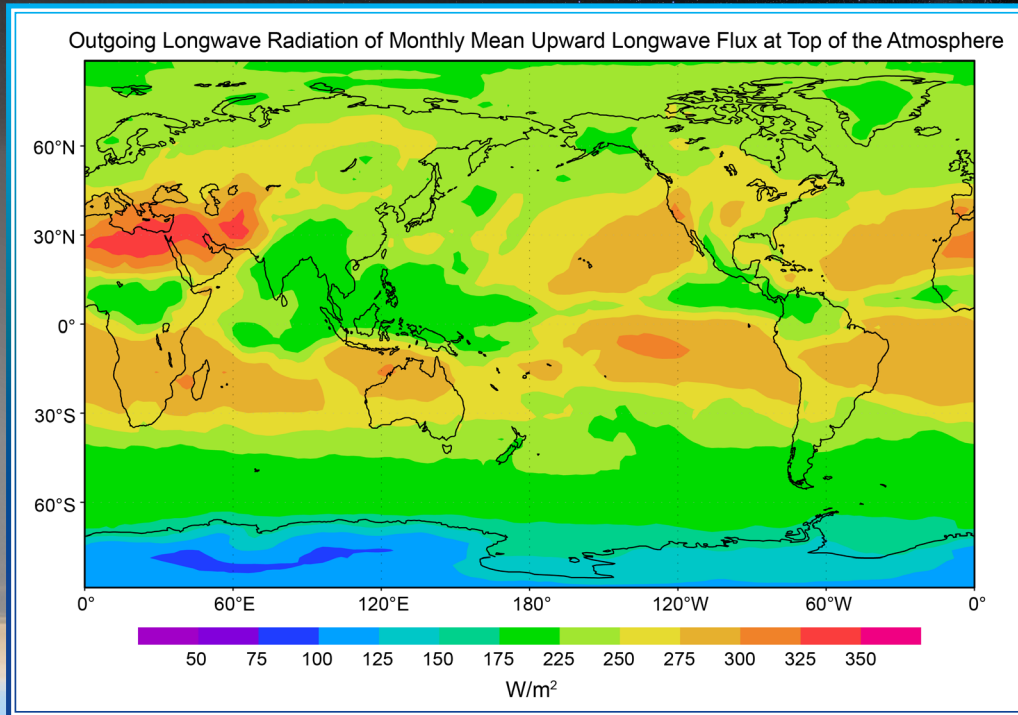 Outgoing Longwave Radiation of Monthly Mean Upward Longwave Flux at Top of the Atmosphere
60°N
30°N
0°
30°S
60°S
0° 60°E 120°E 180° 120°W 60°W 0°
50 75 100 125 150 175 225 250 275 300 325 350
W/m²